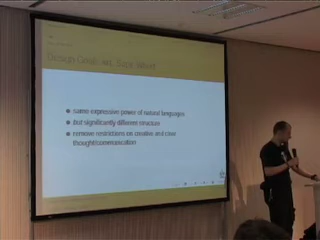 same expressive power of natural languages
but significantly different structure
remove restrictions on creative and clear
thought/communication